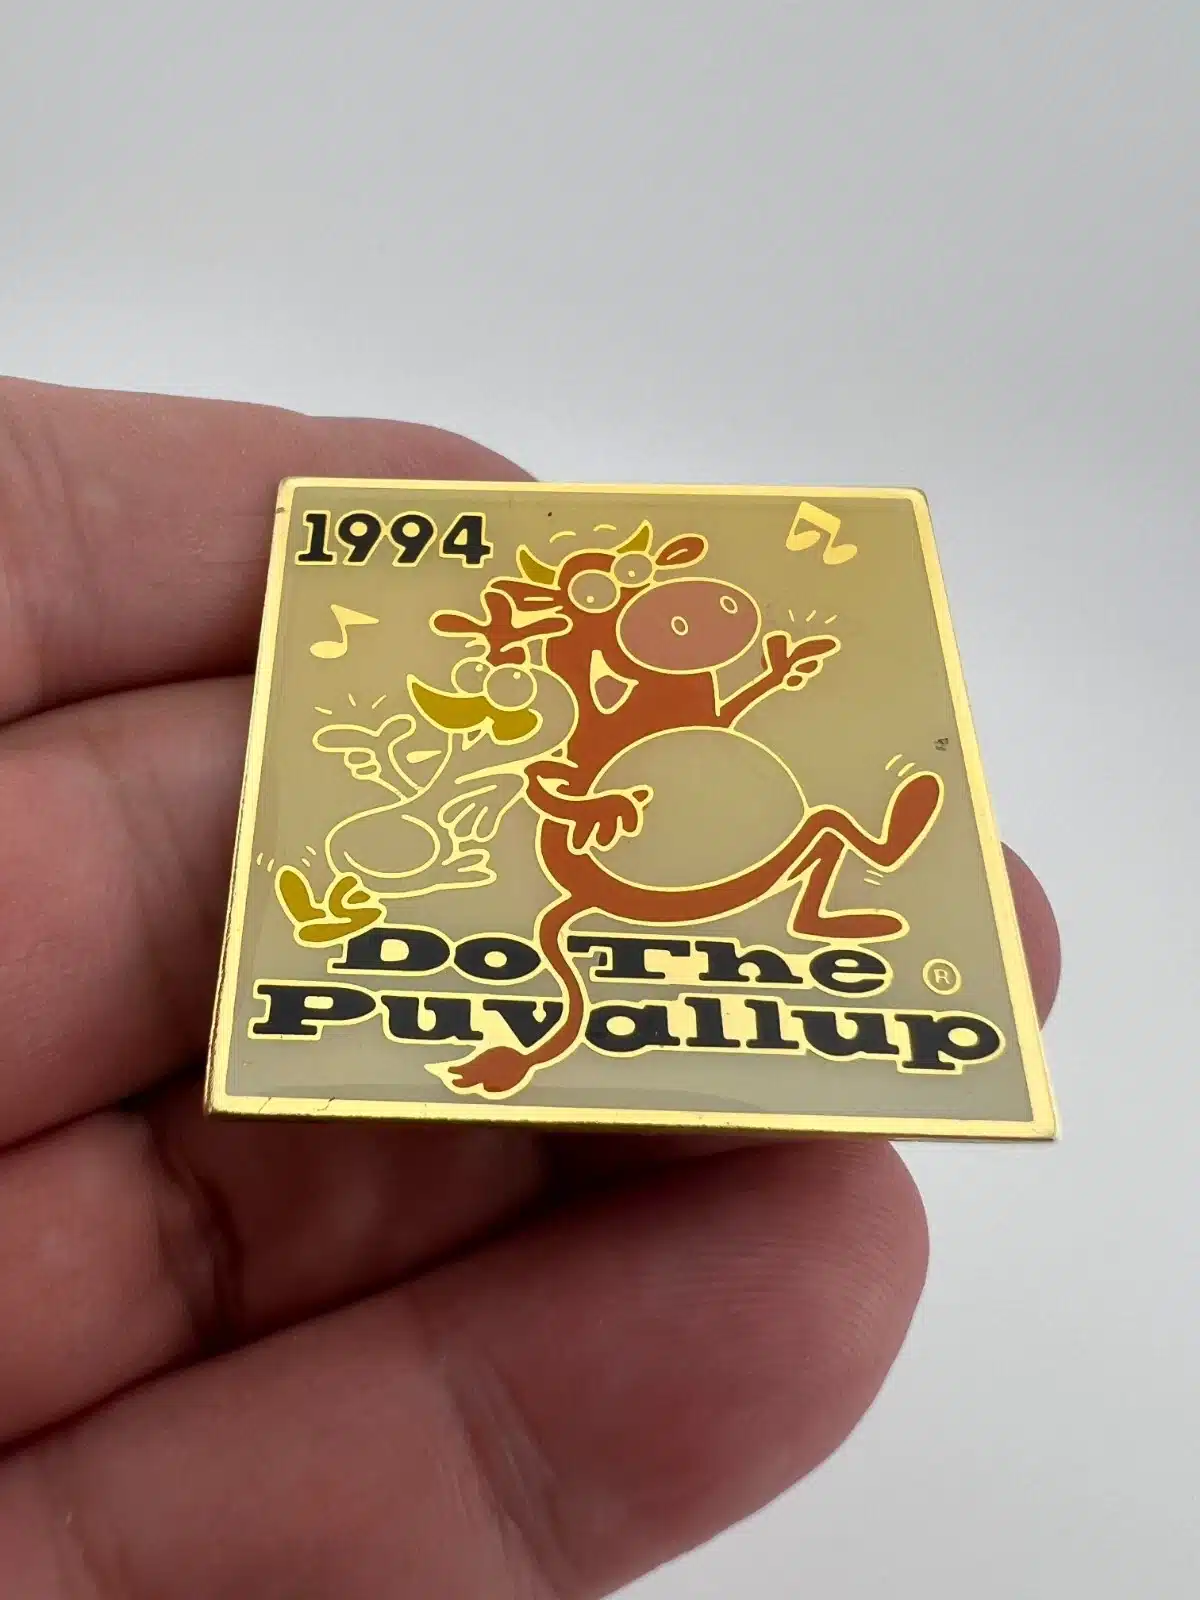 1994
Do The ®
Puyallup